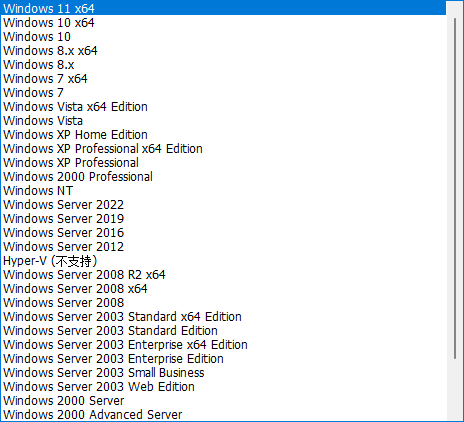 Windows 11 x64
Windows 10 x64
Windows 10
Windows 8.x x64
Windows 8.x
Windows 7 x64
Windows 7
Windows Vista x64 Edition
Windows Vista
Windows XP Home Edition
Windows XP Professional x64 Edition
Windows XP Professional
Windows 2000 Professional
Windows NT
Windows Server 2022
Windows Server 2019
Windows Server 2016
Windows Server 2012
Hyper-V (不支持)
Windows Server 2008 R2 x64
Windows Server 2008 x64
Windows Server 2008
Windows Server 2003 Standard x64 Edition
Windows Server 2003 Standard Edition
Windows Server 2003 Enterprise x64 Edition
Windows Server 2003 Enterprise Edition
Windows Server 2003 Small Business
Windows Server 2003 Web Edition
Windows 2000 Server
Windows 2000 Advanced Server